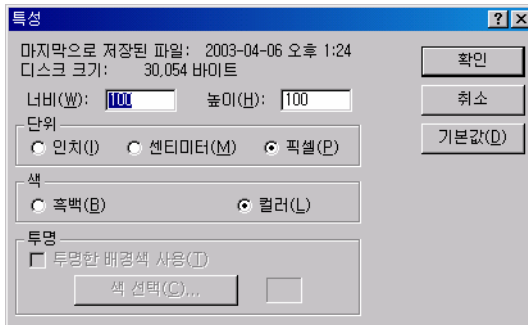 특성
마지막으로 저장된 파일: 2003-04-06 오후 1:24
디스크 크기: 30,054 바이트
너비(W): 100 높이(H): 100
단위
인치(I) 센티미터(M) 픽셀(P)
색
흑백(B) 컬러(L)
투명
투명한 배경색 사용(T)
색 선택(C)...
확인
취소
기본값(D)